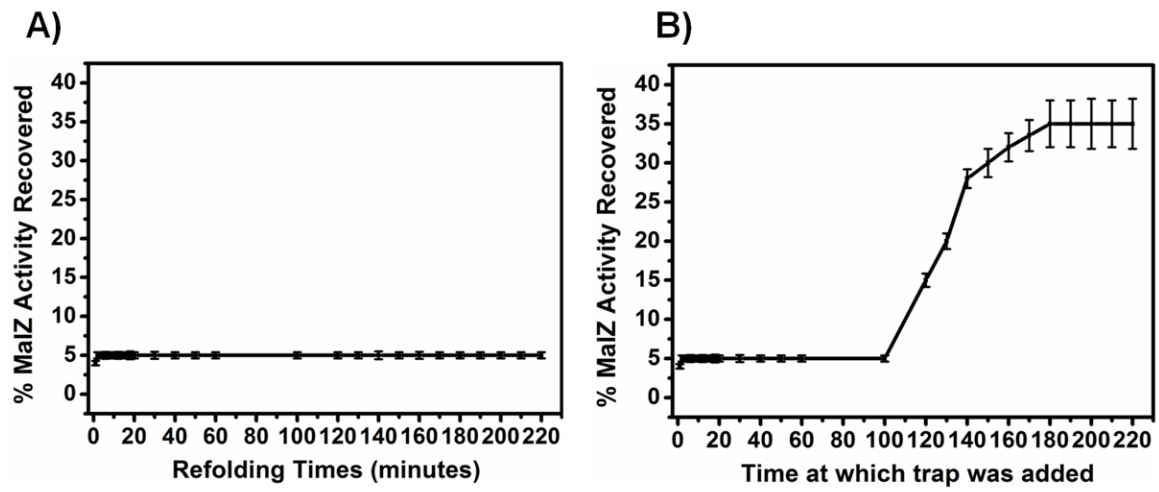 A)
% MalZ Activity Recovered
40
35
30
25
20
15
10
5
0
0 20 40 60 80 100 120 140 160 180 200 220
Refolding Times (minutes)
B)
% MalZ Activity Recovered
40
35
30
25
20
15
10
5
0
0 20 40 60 80 100 120 140 160 180 200 220
Time at which trap was added